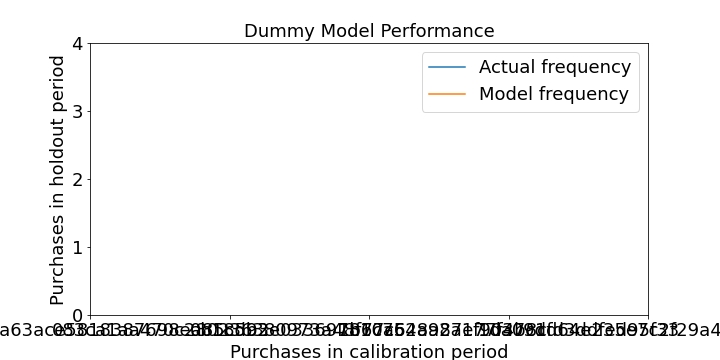 Dummy Model Performance
Actual frequency
Model frequency
Purchases in holdout period
4
3
2
1
0
Purchases in calibration period